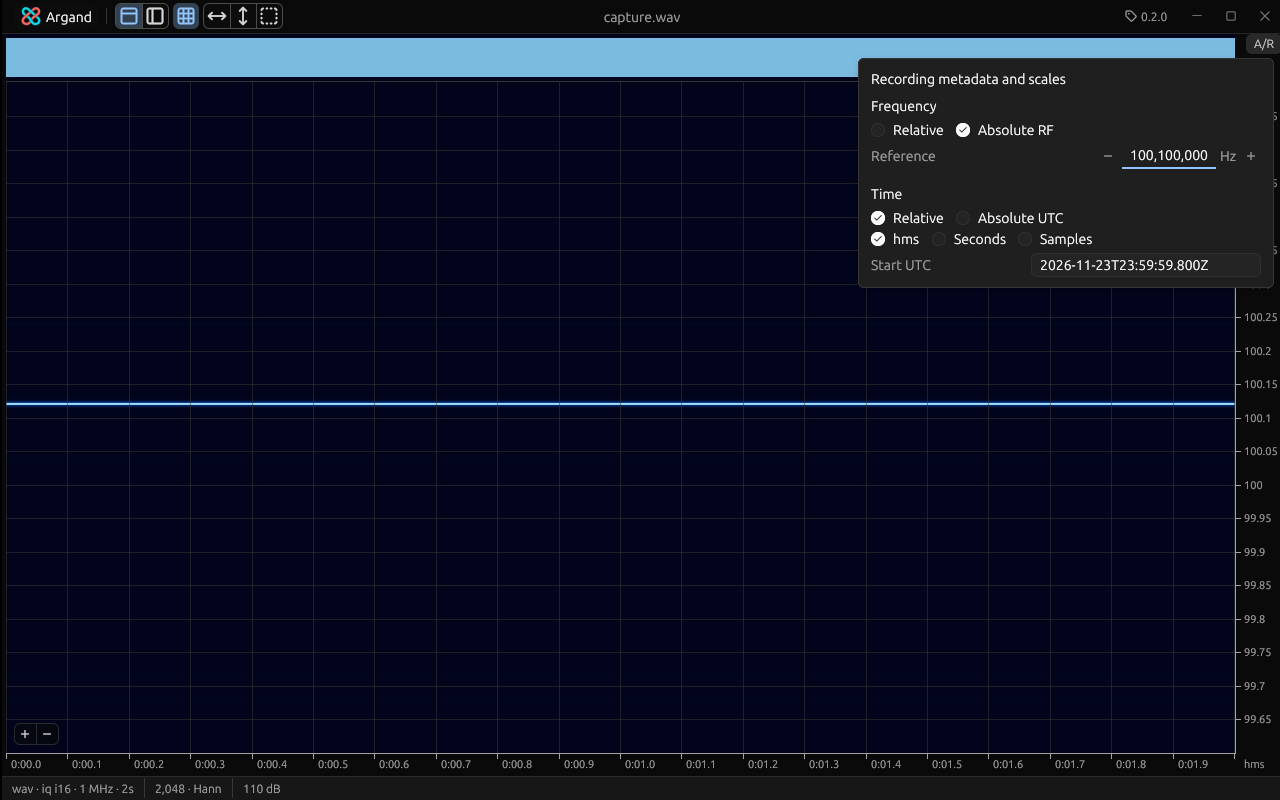 Argand
capture.wav
0.2.0
A/R
Recording metadata and scales
Frequency
Relative Absolute RF
Reference − 100,100,000 Hz +
Time
Relative Absolute UTC
hms Seconds Samples
Start UTC 2026-11-23T23:59:59.800Z
100.25
100.2
100.15
100.1
100.05
100
99.95
99.9
99.85
99.8
99.75
99.7
99.65
+ −
0:00.0 0:00.1 0:00.2 0:00.3 0:00.4 0:00.5 0:00.6 0:00.7 0:00.8 0:00.9 0:01.0 0:01.1 0:01.2 0:01.3 0:01.4 0:01.5 0:01.6 0:01.7 0:01.8 0:01.9 hms
wav · iq i16 · 1 MHz · 2s 2,048 · Hann 110 dB